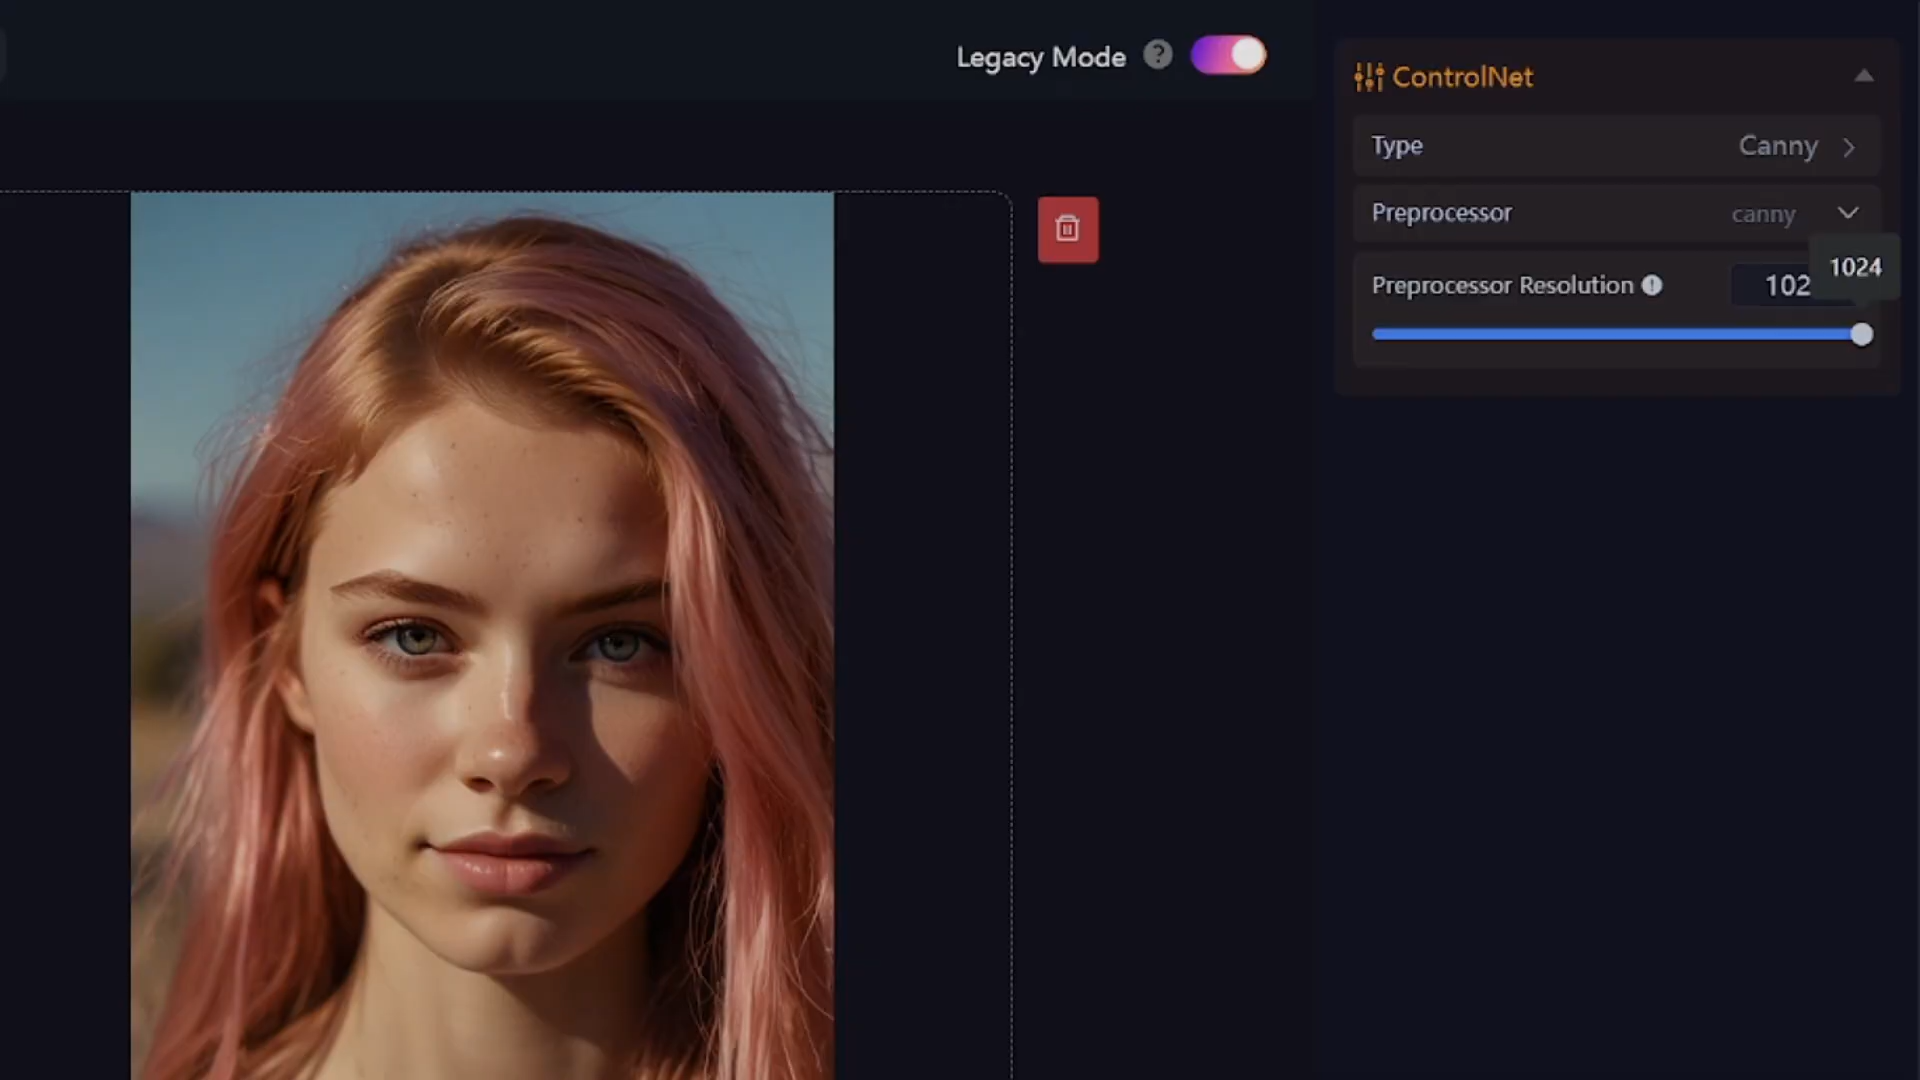 Legacy Mode
ControlNet
Type Canny
Preprocessor canny
1024
Preprocessor Resolution 102